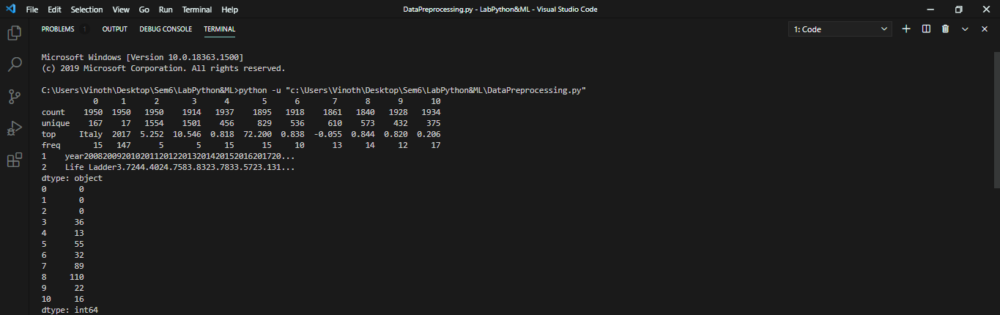 File Edit Selection View Go Run Terminal Help DataPreprocessing.py - LabPython&ML - Visual Studio Code
PROBLEMS 1 OUTPUT DEBUG CONSOLE TERMINAL 1: Code
Microsoft Windows [Version 10.0.18363.1500]
(c) 2019 Microsoft Corporation. All rights reserved.
C:\Users\Vinoth\Desktop\Sem6\LabPython&ML>python -u "c:\Users\Vinoth\Desktop\Sem6\LabPython&ML\DataPreprocessing.py"
0 1 2 3 4 5 6 7 8 9 10
count 1950 1950 1950 1914 1937 1895 1918 1861 1840 1928 1934
unique 167 17 1554 1501 456 829 536 610 573 432 375
top Italy 2017 5.252 10.546 0.818 72.200 0.838 -0.055 0.844 0.820 0.206
freq 15 147 5 5 15 15 10 13 14 12 17
1 year20082009201020112012201320142015201620172​0...
2 Life Ladder3.7244.4024.7583.8323.7833.5723.131...
dtype: object
0 0
1 0
2 0
3 36
4 13
5 55
6 32
7 89
8 110
9 22
10 16
dtype: int64